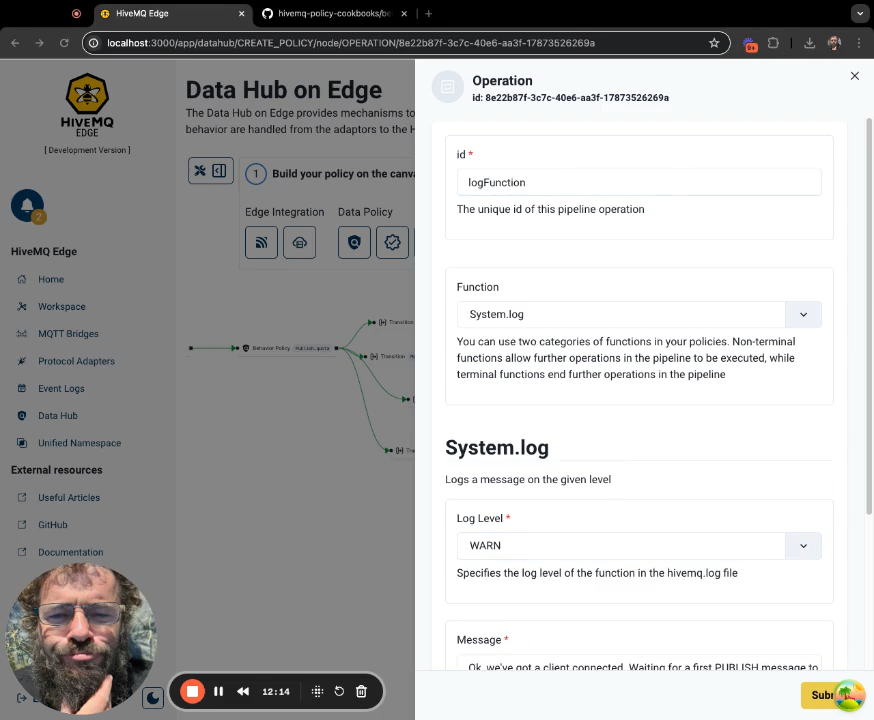 HiveMQ Edge
hivemq-policy-cookbooks/be
9+
localhost:3000/app/datahub/CREATE_POLICY/node/OPERATION/8e22b87f-3c7c-40e6-aa3f-17873526269a
HIVEMQ
EDGE
[ Development Version ]
2
HiveMQ Edge
Home
Workspace
MQTT Bridges
Protocol Adapters
Event Logs
Data Hub
Unified Namespace
External resources
Useful Articles
GitHub
Documentation
Data Hub on Edge
The Data Hub on Edge provides mechanisms to
behavior are handled from the adaptors to the H
1
Build your policy on the canva
Edge Integration
Data Policy
Behavior Policy
Publish.quota
Transition
Transition
Operation
id: 8e22b87f-3c7c-40e6-aa3f-17873526269a
id *
logFunction
The unique id of this pipeline operation
Function
System.log
You can use two categories of functions in your policies. Non-terminal
functions allow further operations in the pipeline to be executed, while
terminal functions end further operations in the pipeline
System.log
Logs a message on the given level
Log Level *
WARN
Specifies the log level of the function in the hivemq.log file
Message *
Ok, we've got a client connected. Waiting for a first PUBLISH message to
12:14